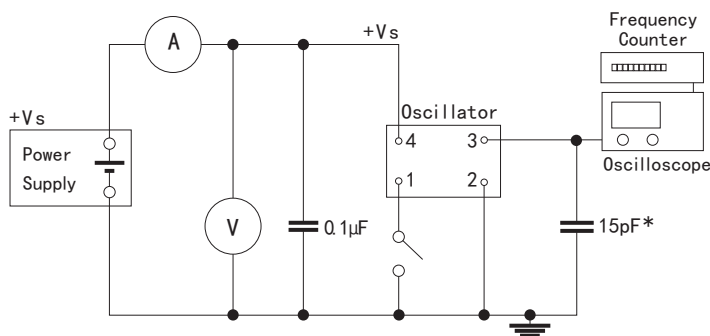 Frequency
Counter
A
+Vs
Oscillator
+Vs
Power
Supply
4
3
1
2
Oscilloscope
V
0.1μF
15pF*